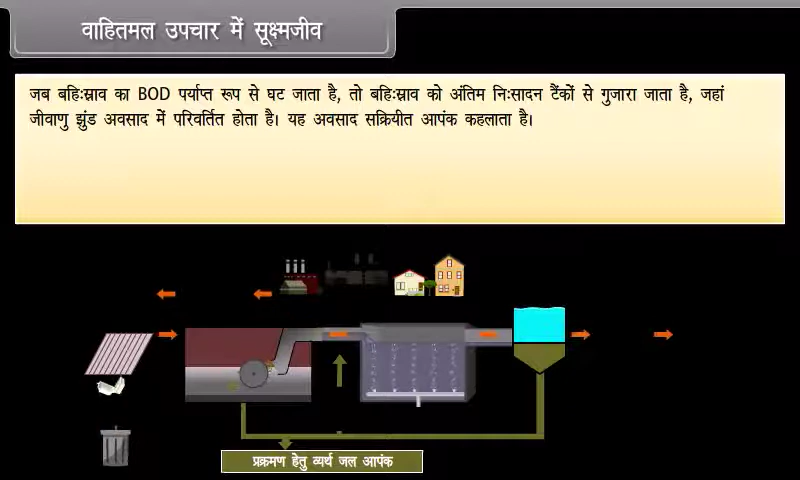 वाहितमल उपचार में सूक्ष्मजीव
जब बहिःस्राव का BOD पर्याप्त रूप से घट जाता है, तो बहिःस्राव को अंतिम निःसादन टैंकों से गुजारा जाता है, जहां
जीवाणु झुंड अवसाद में परिवर्तित होता है। यह अवसाद सक्रियीत आपंक कहलाता है।
प्रक्रमण हेतु व्यर्थ जल आपंक